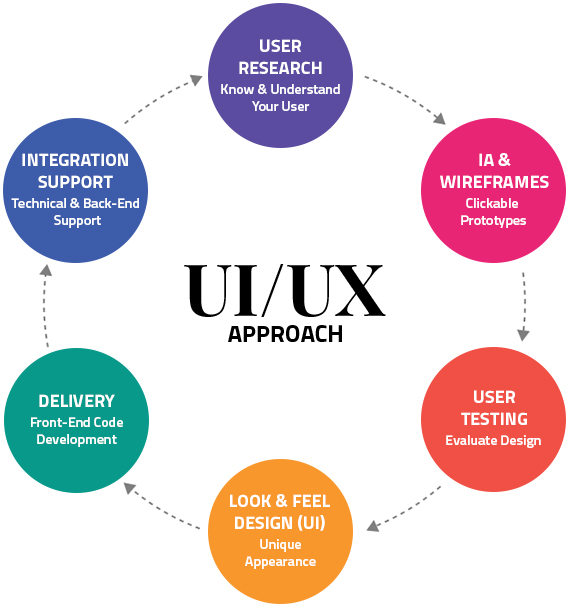 USER
RESEARCH
Know & Understand
Your User
IA &
WIREFRAMES
Clickable
Prototypes
USER
TESTING
Evaluate Design
LOOK & FEEL
DESIGN (UI)
Unique
Appearance
DELIVERY
Front-End Code
Development
INTEGRATION
SUPPORT
Technical & Back-End
Support
UI/UX
APPROACH